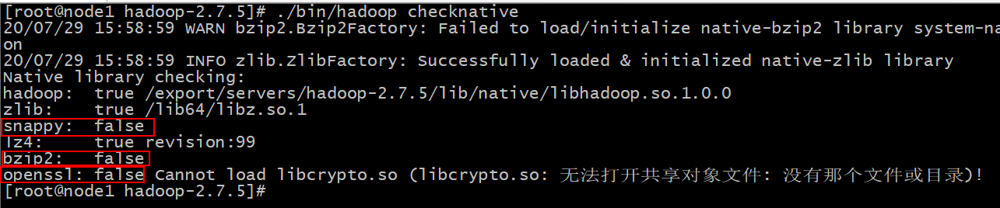 [root@node1 hadoop-2.7.5]# ./bin/hadoop checknative
20/07/29 15:58:59 WARN bzip2.Bzip2Factory: Failed to load/initialize native-bzip2 library system-na
on
20/07/29 15:58:59 INFO zlib.ZlibFactory: Successfully loaded & initialized native-zlib library
Native library checking:
hadoop:  true /export/servers/hadoop-2.7.5/lib/native/libhadoop.so.1.0.0
zlib:    true /lib64/libz.so.1
snappy:  false
lz4:     true revision:99
bzip2:   false
openssl: false Cannot load libcrypto.so (libcrypto.so: 无法打开共享对象文件: 没有那个文件或目录)!
[root@node1 hadoop-2.7.5]#